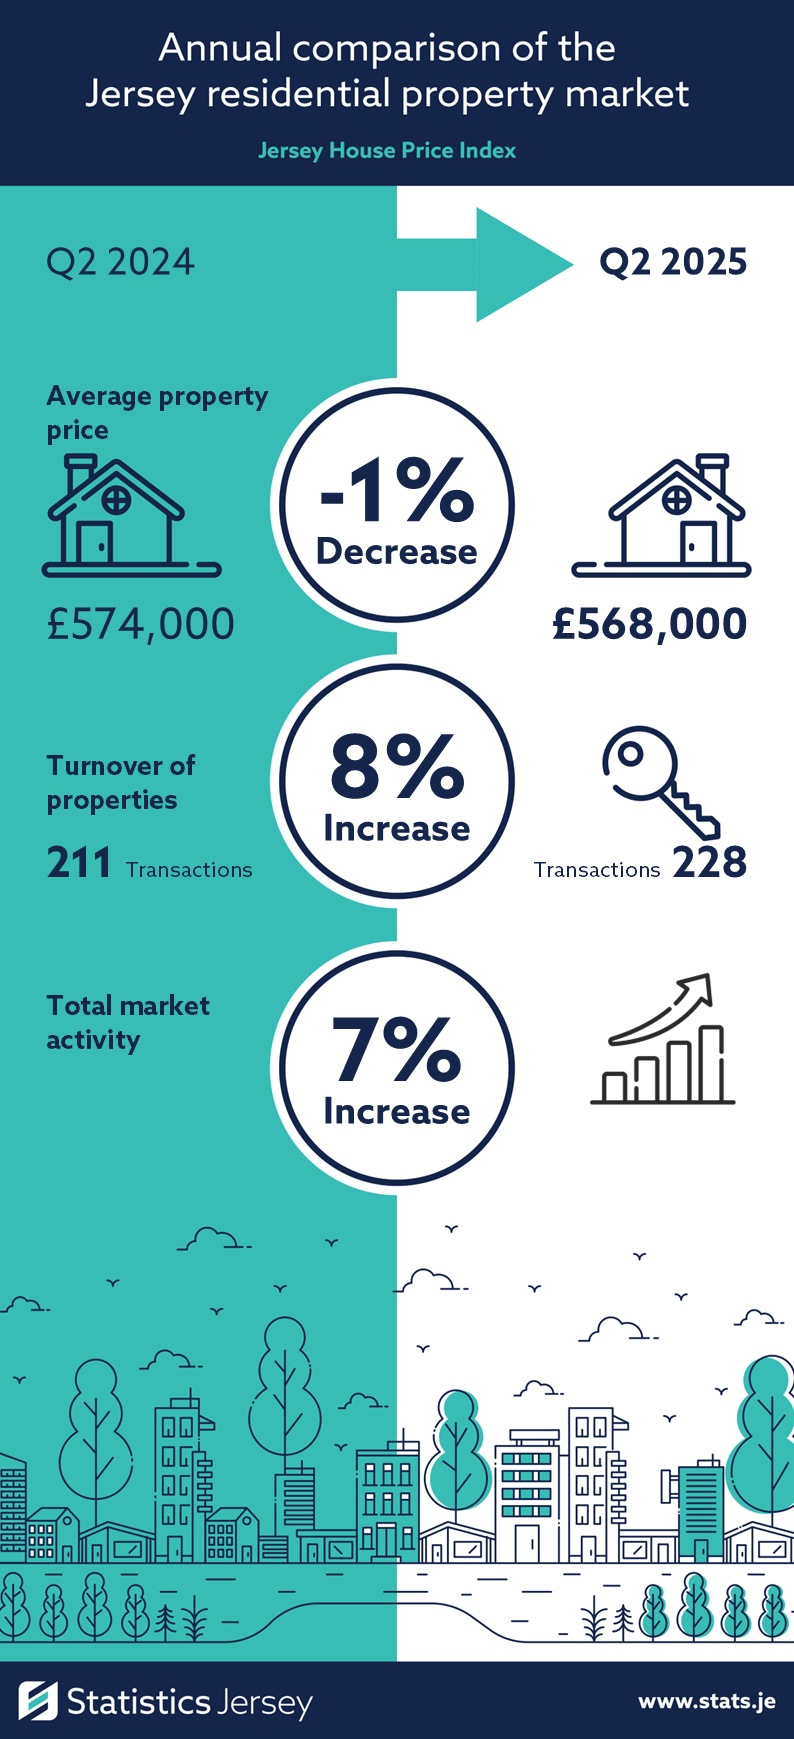 Annual comparison of the
Jersey residential property market
Jersey House Price Index
Q2 2024
Q2 2025
Average property
price
-1%
Decrease
£574,000
£568,000
Turnover of
properties
8%
Increase
211 Transactions
Transactions 228
Total market
activity
7%
Increase
Statistics Jersey
www.stats.je